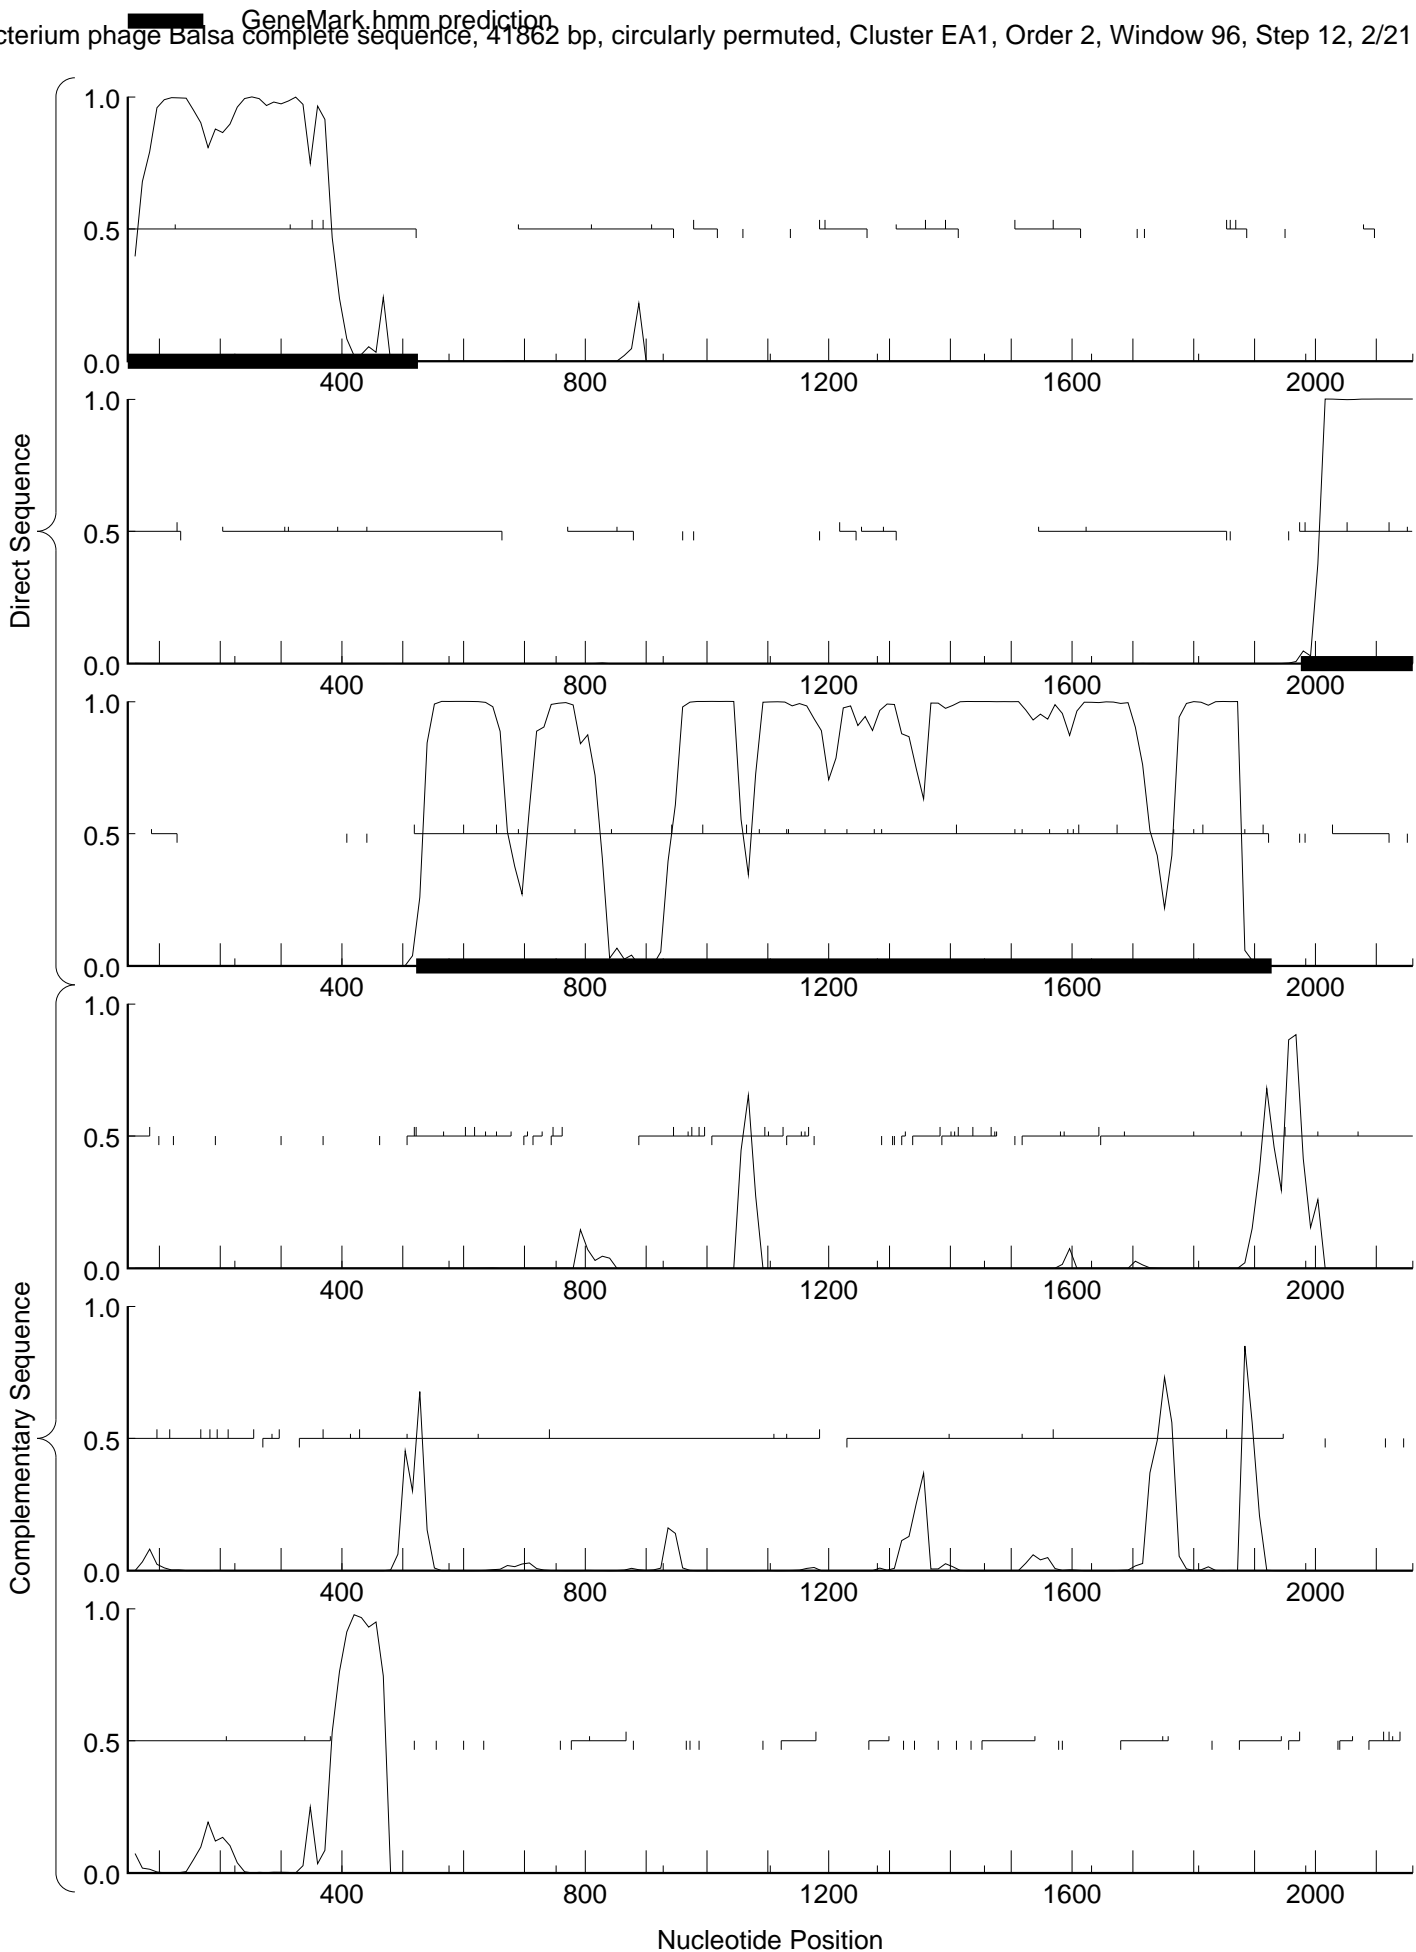 GeneMark.hmm prediction
cterium phage Balsa complete sequence, 41862 bp, circularly permuted, Cluster EA1, Order 2, Window 96, Step 12, 2/21
Direct Sequence
1.0
0.5
0.0
400 800 1200 1600 2000
1.0
0.5
0.0
400 800 1200 1600 2000
1.0
0.5
0.0
400 800 1200 1600 2000
Complementary Sequence
1.0
0.5
0.0
400 800 1200 1600 2000
1.0
0.5
0.0
400 800 1200 1600 2000
1.0
0.5
0.0
400 800 1200 1600 2000
Nucleotide Position